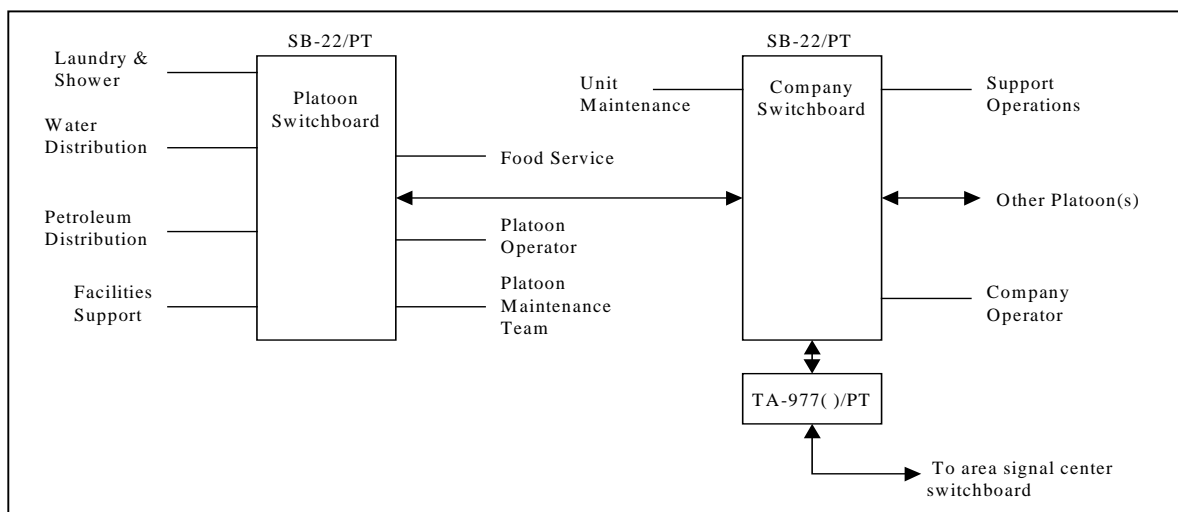 SB-22/PT
Platoon
Switchboard
Laundry &
Shower
Water
Distribution
Petroleum
Distribution
Facilities
Support
Food Service
Platoon
Operator
Platoon
Maintenance
Team
SB-22/PT
Company
Switchboard
Unit
Maintenance
Support
Operations
Other Platoon(s)
Company
Operator
TA-977( )/PT
To area signal center
switchboard